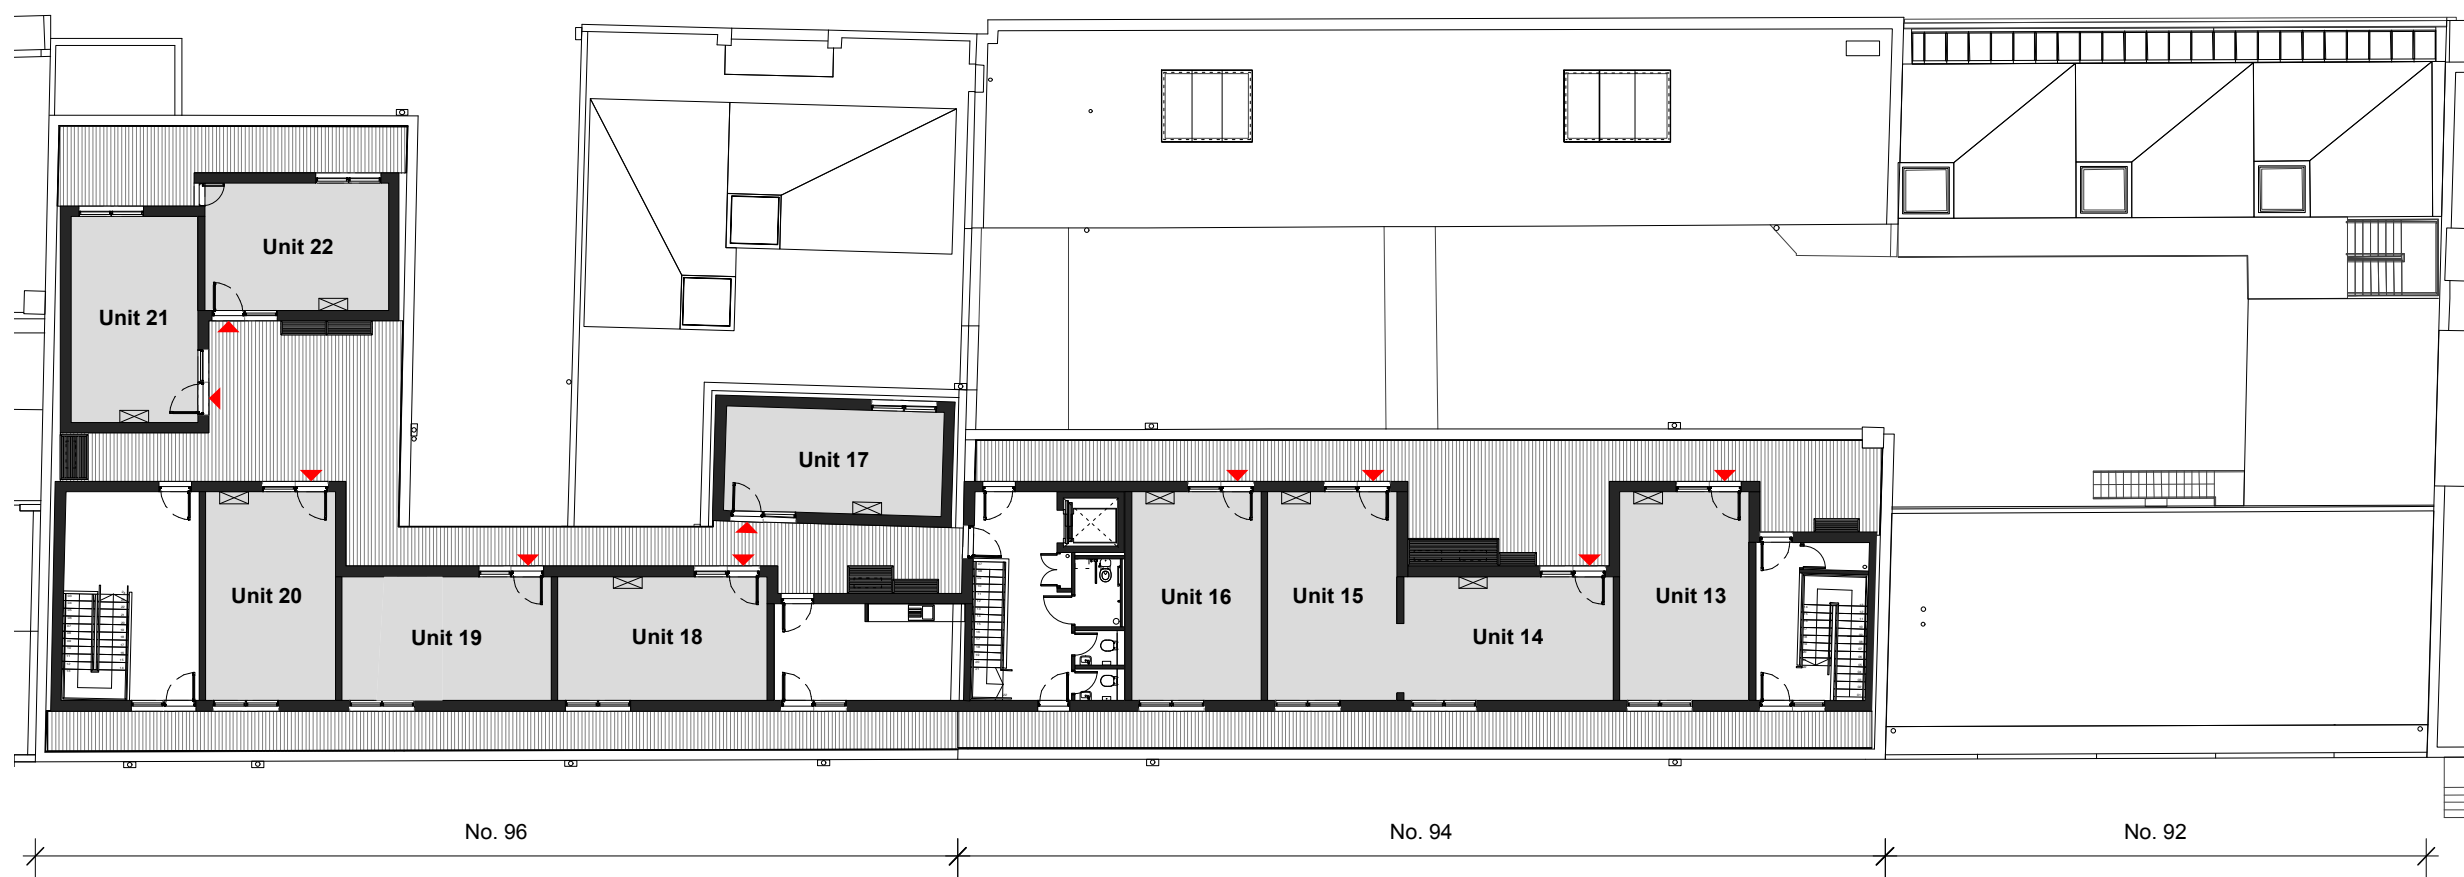 Unit 22
Unit 21
Unit 17
Unit 20
Unit 16
Unit 15
Unit 13
Unit 19
Unit 18
Unit 14
No. 96
No. 94
No. 92